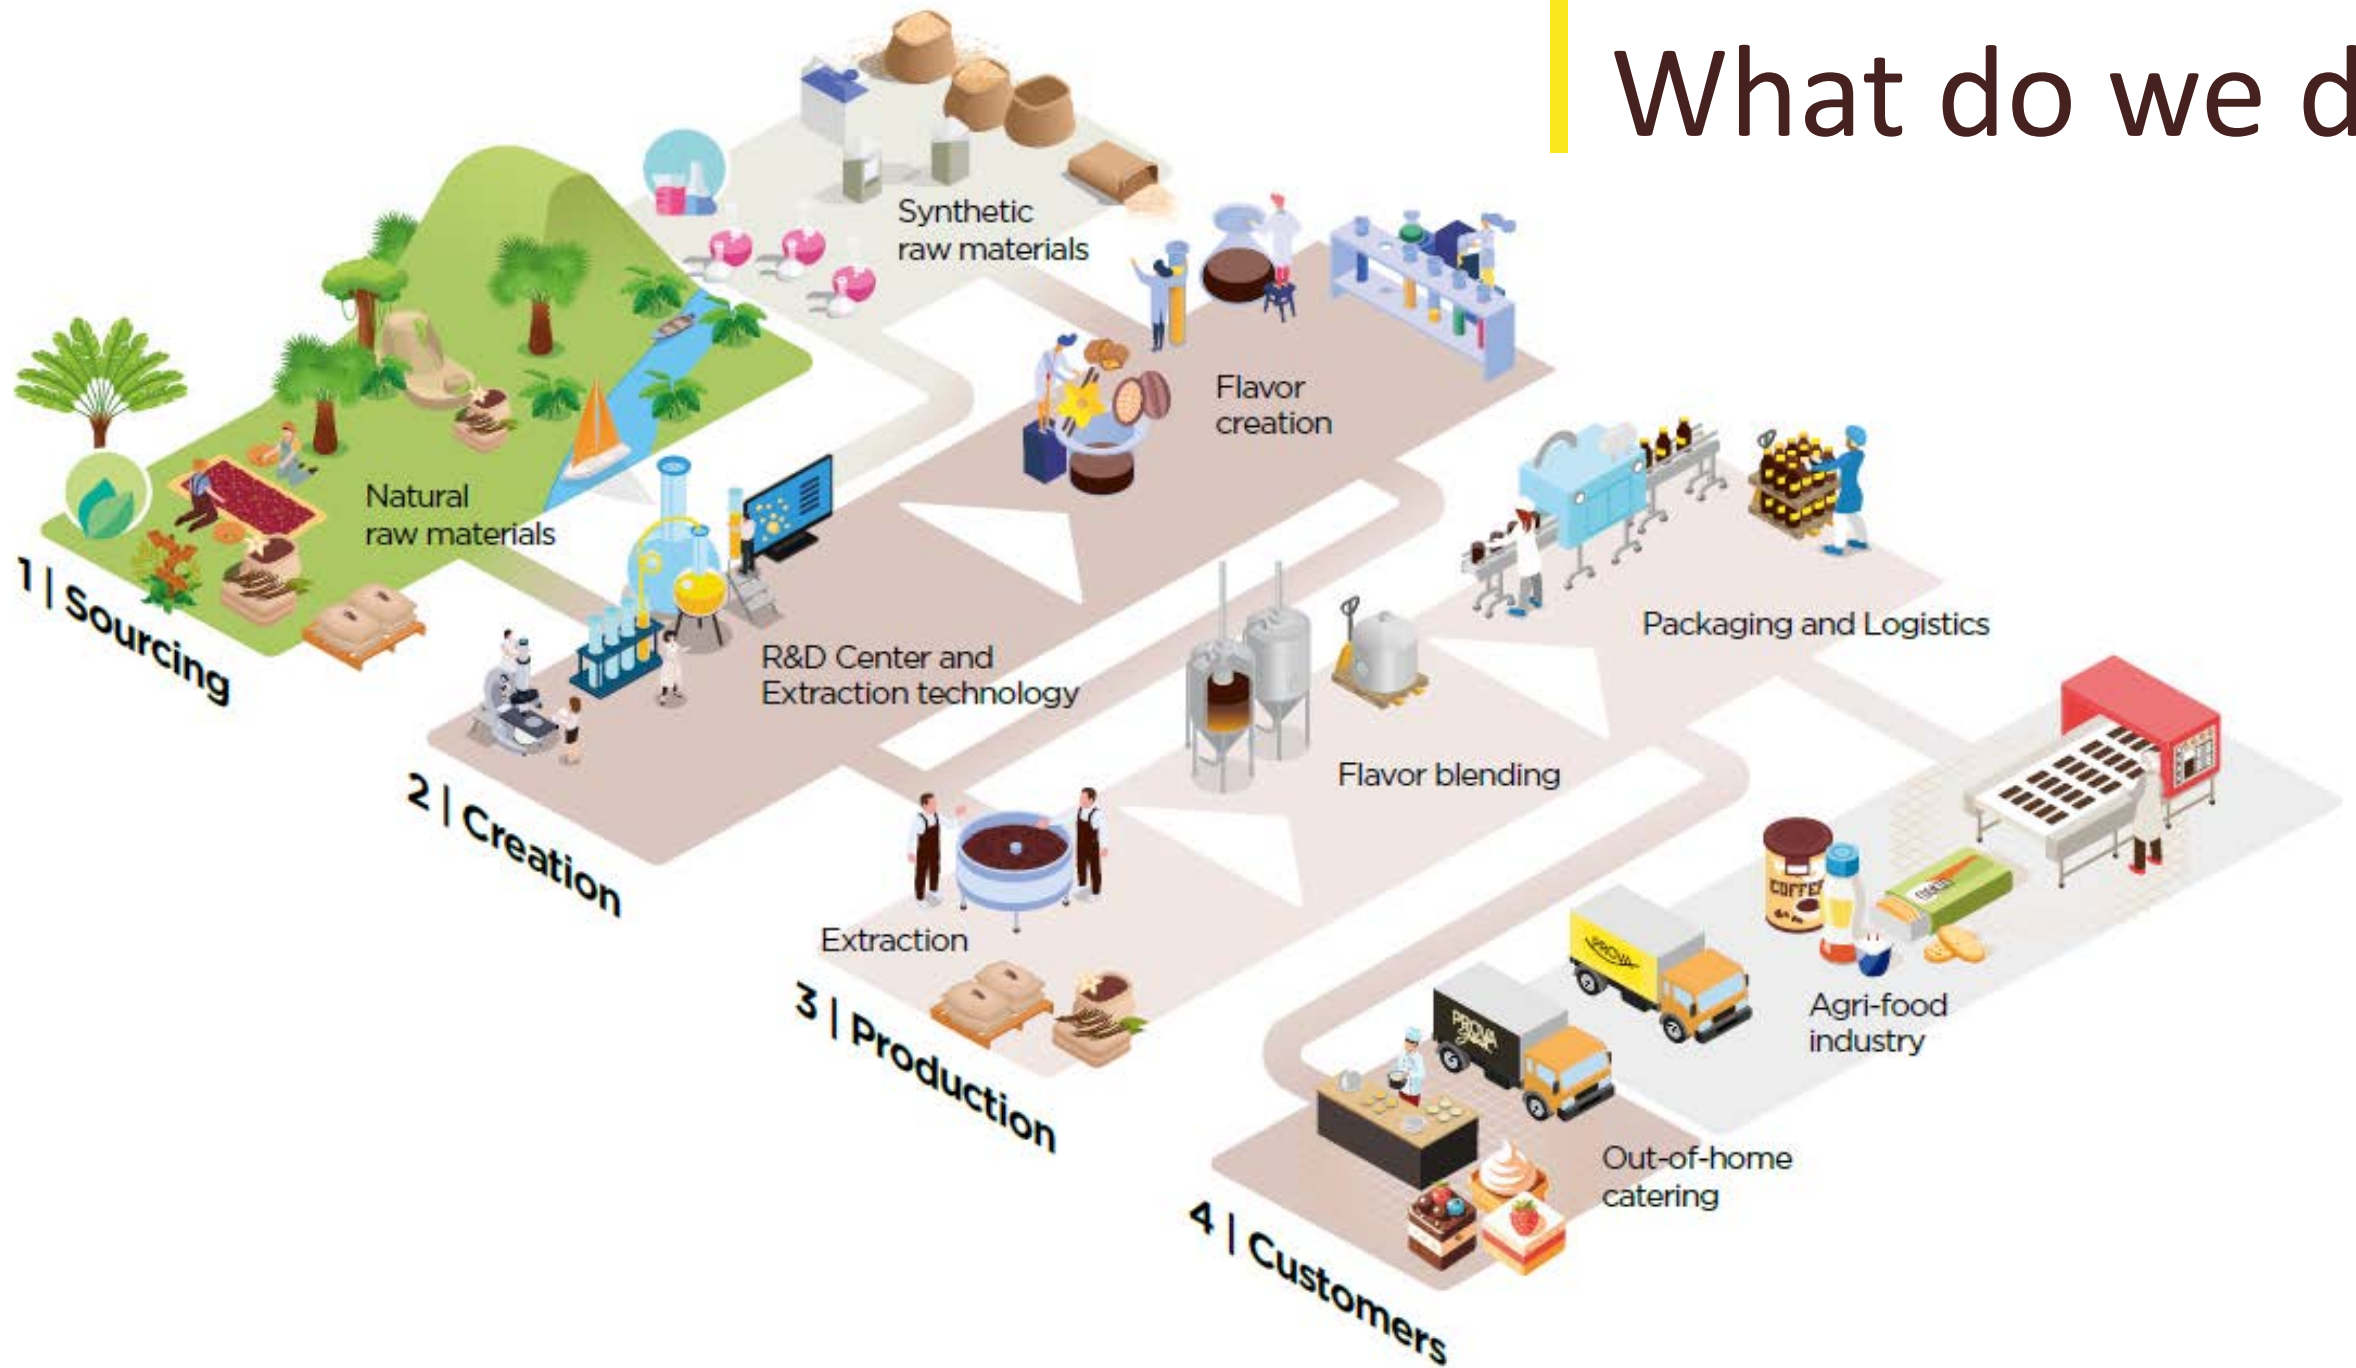 What do we d
Synthetic
raw materials
Flavor
creation
Natural
raw materials
1 | Sourcing
R&D Center and
Extraction technology
2 | Creation
Packaging and Logistics
Flavor blending
Extraction
3 | Production
COFFEE
PROVA
PROVA
Agri-food
industry
Out-of-home
catering
4 | Customers